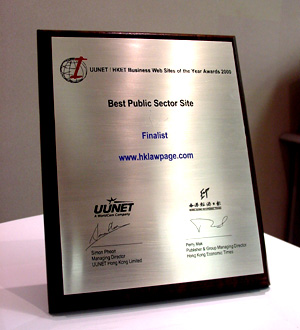 UUNET / HKET Business Web Sites of the Year Awards 2000
Best Public Sector Site
Finalist
www.hklawpage.com
UUNET
A WorldCom Company
ET
香港經濟日報
Managing Director
UUNET Hong Kong Limited
Perry Mak
Publisher & Group Managing Director
Hong Kong Economic Times